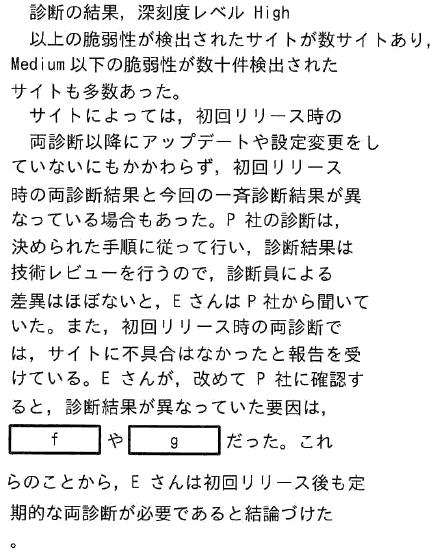 診断の結果，深刻度レベル High
以上の脆弱性が検出されたサイトが数サイトあり，
Medium以下の脆弱性が数十件検出された
サイトも多数あった。
サイトによっては，初回リリース時の
両診断以降にアップデートや設定変更をし
ていないにもかかわらず，初回リリース
時の両診断結果と今回の一斉診断結果が異
なっている場合もあった。P 社の診断は，
決められた手順に従って行い，診断結果は
技術レビューを行うので，診断員による
差異はほぼないと，E さんは P 社から聞いて
いた。また，初回リリース時の両診断で
は，サイトに不具合はなかったと報告を受
けている。E さんが，改めて P 社に確認す
ると，診断結果が異なっていた要因は，
f や g だった。これ
らのことから，E さんは初回リリース後も定
期的な両診断が必要であると結論づけた
。